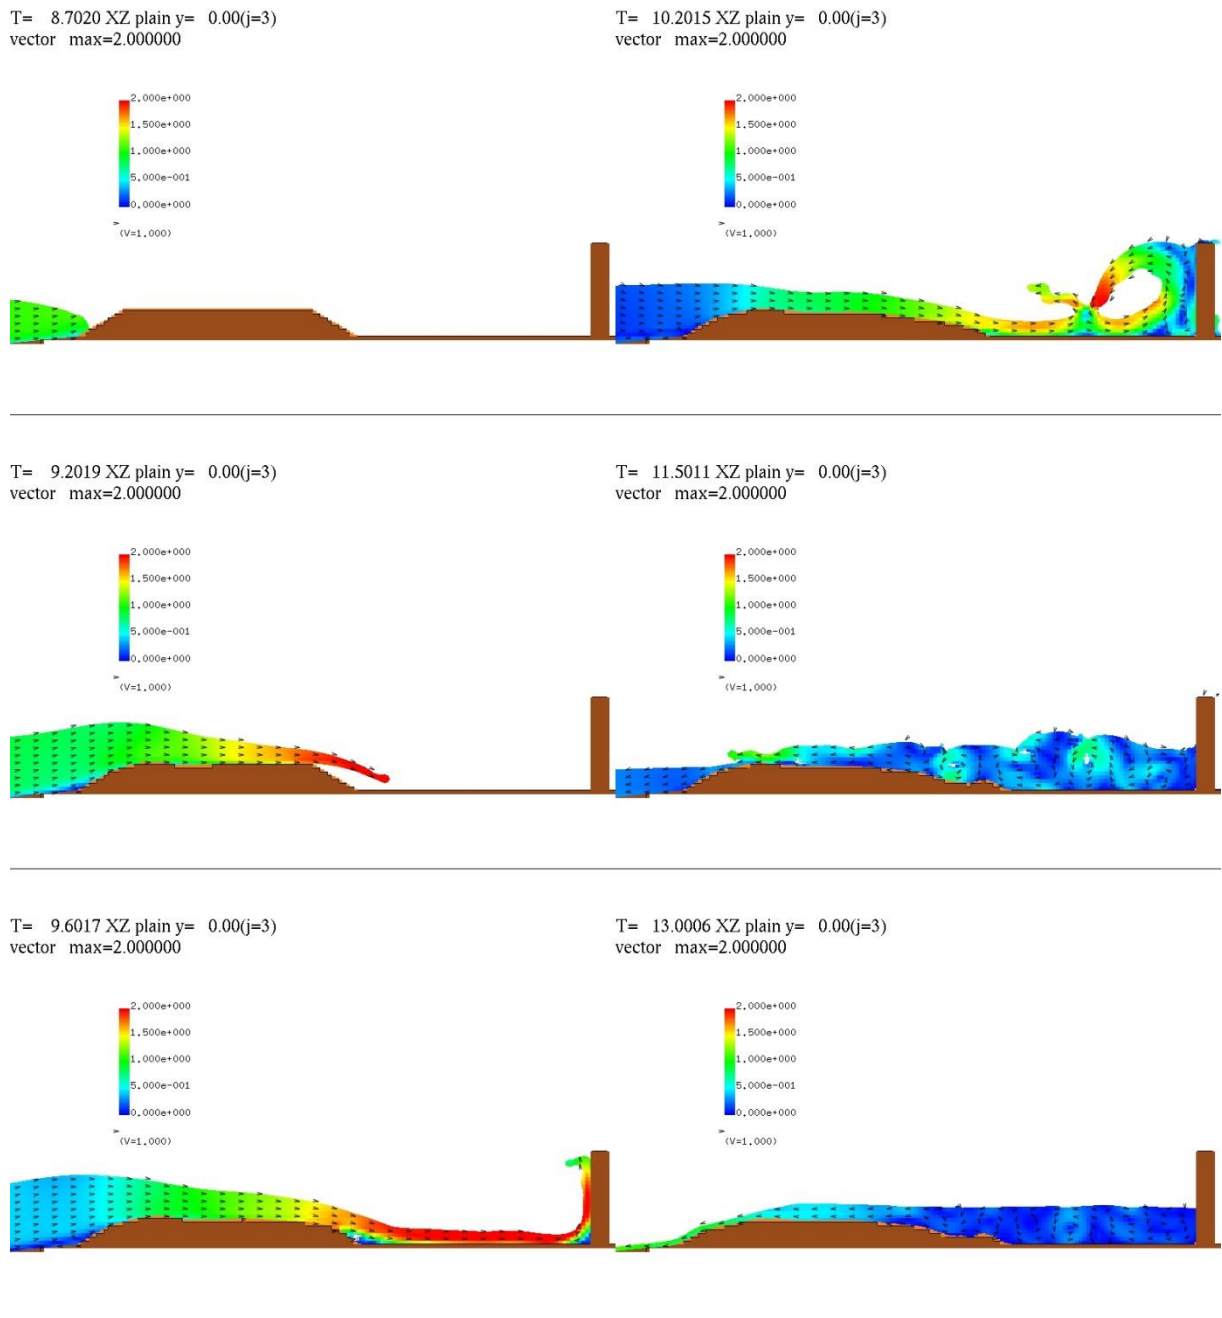 T=    8.7020 XZ plain y=   0.00(j=3)
vector   max=2.000000
2.000e+000
1.500e+000
1.000e+000
5.000e-001
0.000e+000
(V=1.000)
T=   10.2015 XZ plain y=   0.00(j=3)
vector   max=2.000000
2.000e+000
1.500e+000
1.000e+000
5.000e-001
0.000e+000
(V=1.000)
T=    9.2019 XZ plain y=   0.00(j=3)
vector   max=2.000000
2.000e+000
1.500e+000
1.000e+000
5.000e-001
0.000e+000
(V=1.000)
T=   11.5011 XZ plain y=   0.00(j=3)
vector   max=2.000000
2.000e+000
1.500e+000
1.000e+000
5.000e-001
0.000e+000
(V=1.000)
T=    9.6017 XZ plain y=   0.00(j=3)
vector   max=2.000000
2.000e+000
1.500e+000
1.000e+000
5.000e-001
0.000e+000
(V=1.000)
T=   13.0006 XZ plain y=   0.00(j=3)
vector   max=2.000000
2.000e+000
1.500e+000
1.000e+000
5.000e-001
0.000e+000
(V=1.000)